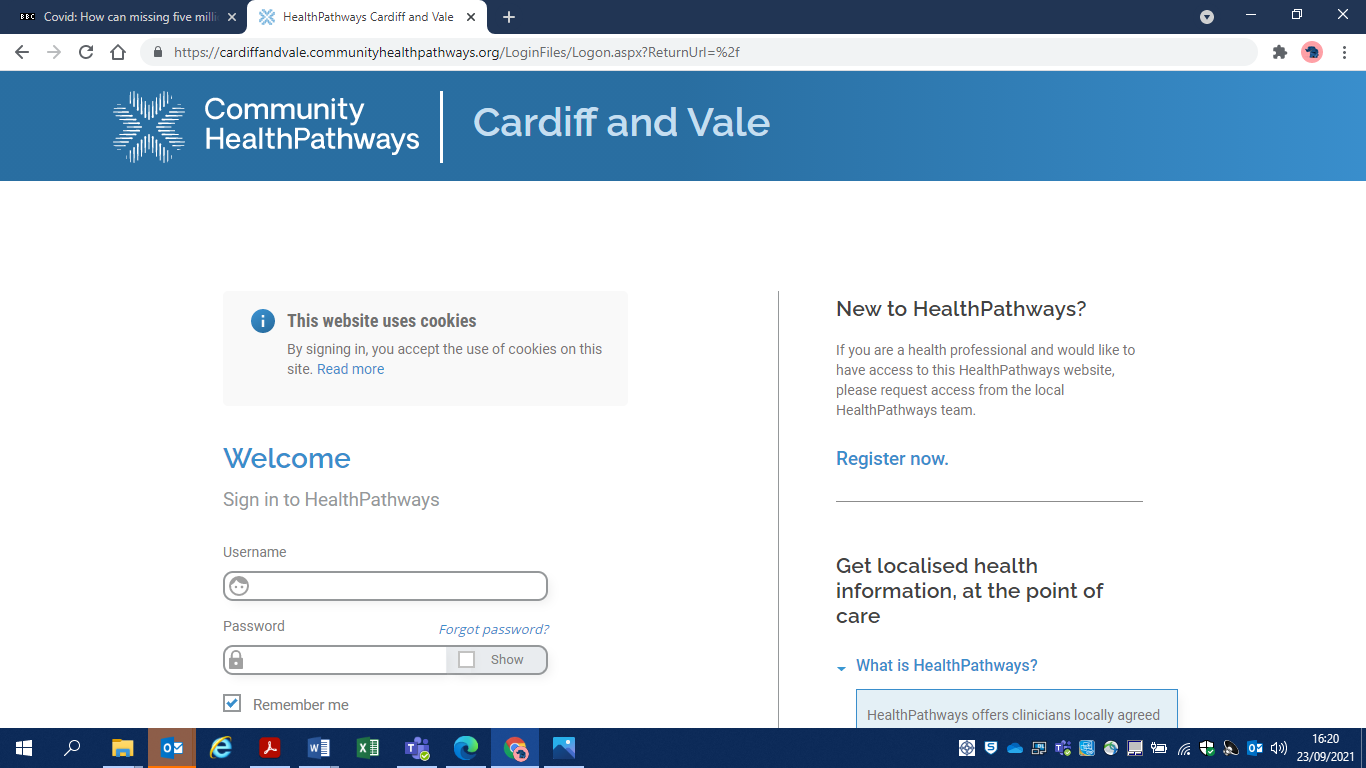 BBC Covid: How can missing five milli
HealthPathways Cardiff and Vale
https://cardiffandvale.communityhealthpathways.org/LoginFiles/Logon.aspx?ReturnUrl=%2f
Community
HealthPathways
Cardiff and Vale
This website uses cookies
By signing in, you accept the use of cookies on this
site. Read more
Welcome
Sign in to HealthPathways
Username
Password
Forgot password?
Show
Remember me
New to HealthPathways?
If you are a health professional and would like to
have access to this HealthPathways website,
please request access from the local
HealthPathways team.
Register now.
Get localised health
information, at the point of
care
What is HealthPathways?
HealthPathways offers clinicians locally agreed
16:20
23/09/2021